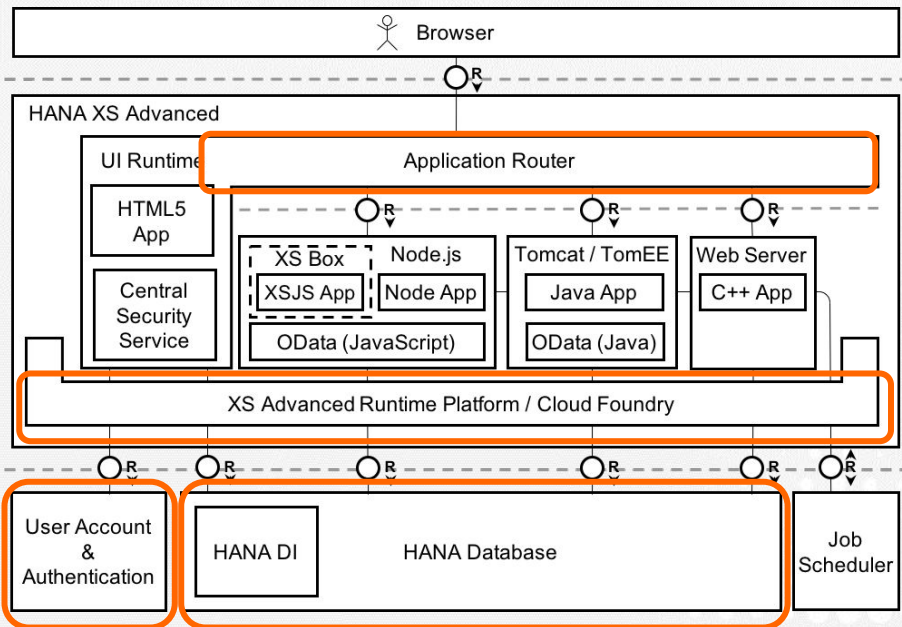 Browser
R
HANA XS Advanced
UI Runtime
Application Router
HTML5
App
R
R
R
XS Box
Node.js
Tomcat / TomEE
Web Server
XSJS App
Node App
Java App
C++ App
Central
Security
Service
OData (JavaScript)
OData (Java)
XS Advanced Runtime Platform / Cloud Foundry
R
R
R
R
R
R
User Account
&
Authentication
HANA DI
HANA Database
Job
Scheduler